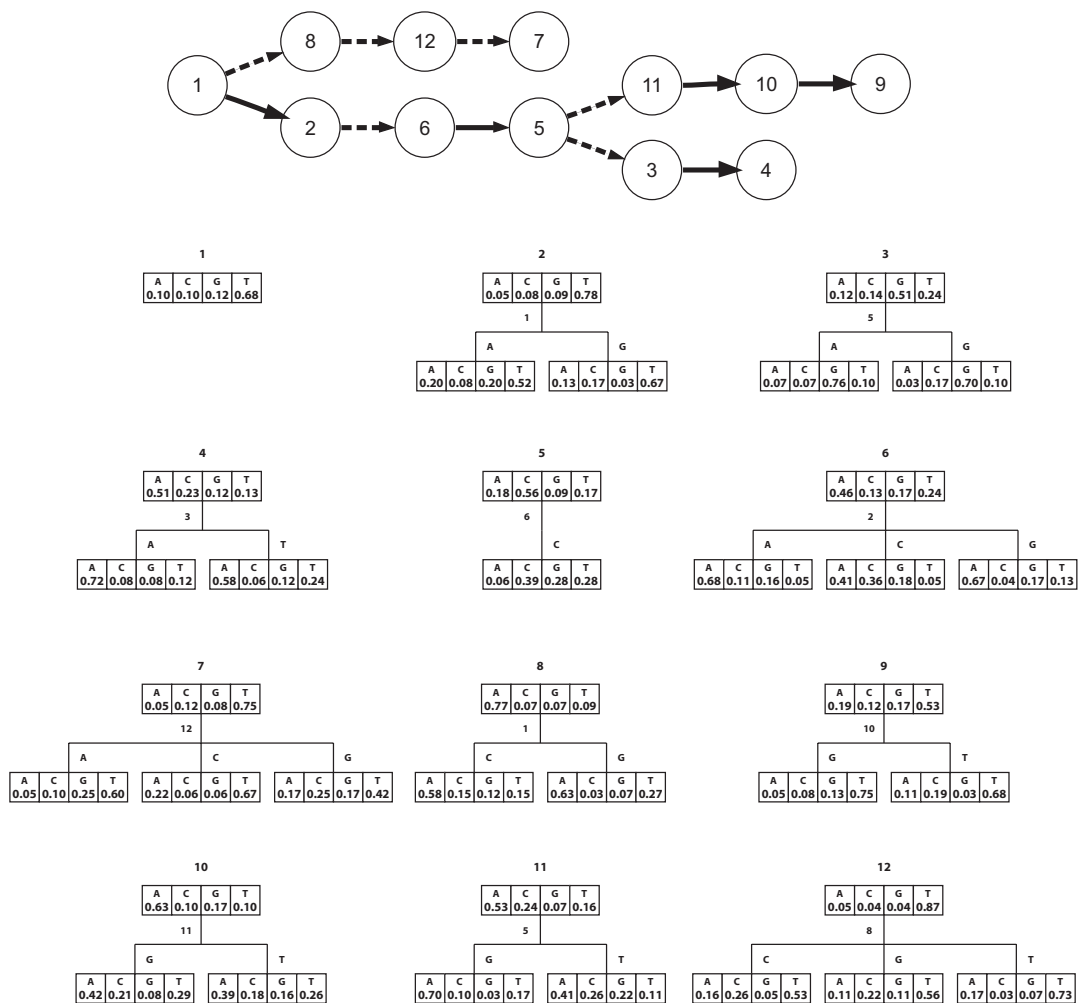 8 12 7
1 11 10 9
2 6 5
3 4
1 2 3
A C G T A C G T A C G T
0.10 0.10 0.12 0.68 0.05 0.08 0.09 0.78 0.12 0.14 0.51 0.24
1 5
A G A G
A C G T A C G T A C G T A C G T
0.20 0.08 0.20 0.52 0.13 0.17 0.03 0.67 0.07 0.07 0.76 0.10 0.03 0.17 0.70 0.10
4 5 6
A C G T A C G T A C G T
0.51 0.23 0.12 0.13 0.18 0.56 0.09 0.17 0.46 0.13 0.17 0.24
3 6 2
A T C A C G
A C G T A C G T A C G T A C G T A C G T A C G T
0.72 0.08 0.08 0.12 0.58 0.06 0.12 0.24 0.06 0.39 0.28 0.28 0.68 0.11 0.16 0.05 0.41 0.36 0.18 0.05 0.67 0.04 0.17 0.13
7 8 9
A C G T A C G T A C G T
0.05 0.12 0.08 0.75 0.77 0.07 0.07 0.09 0.19 0.12 0.17 0.53
12 1 10
A C G C G G T
A C G T A C G T A C G T A C G T A C G T A C G T A C G T
0.05 0.10 0.25 0.60 0.22 0.06 0.06 0.67 0.17 0.25 0.17 0.42 0.58 0.15 0.12 0.15 0.63 0.03 0.07 0.27 0.05 0.08 0.13 0.75 0.11 0.19 0.03 0.68
10 11 12
A C G T A C G T A C G T
0.63 0.10 0.17 0.10 0.53 0.24 0.07 0.16 0.05 0.04 0.04 0.87
11 5 8
G T G T C G T
A C G T A C G T A C G T A C G T A C G T A C G T A C G T
0.42 0.21 0.08 0.29 0.39 0.18 0.16 0.26 0.70 0.10 0.03 0.17 0.41 0.26 0.22 0.11 0.16 0.26 0.05 0.53 0.11 0.22 0.11 0.56 0.17 0.03 0.07 0.73